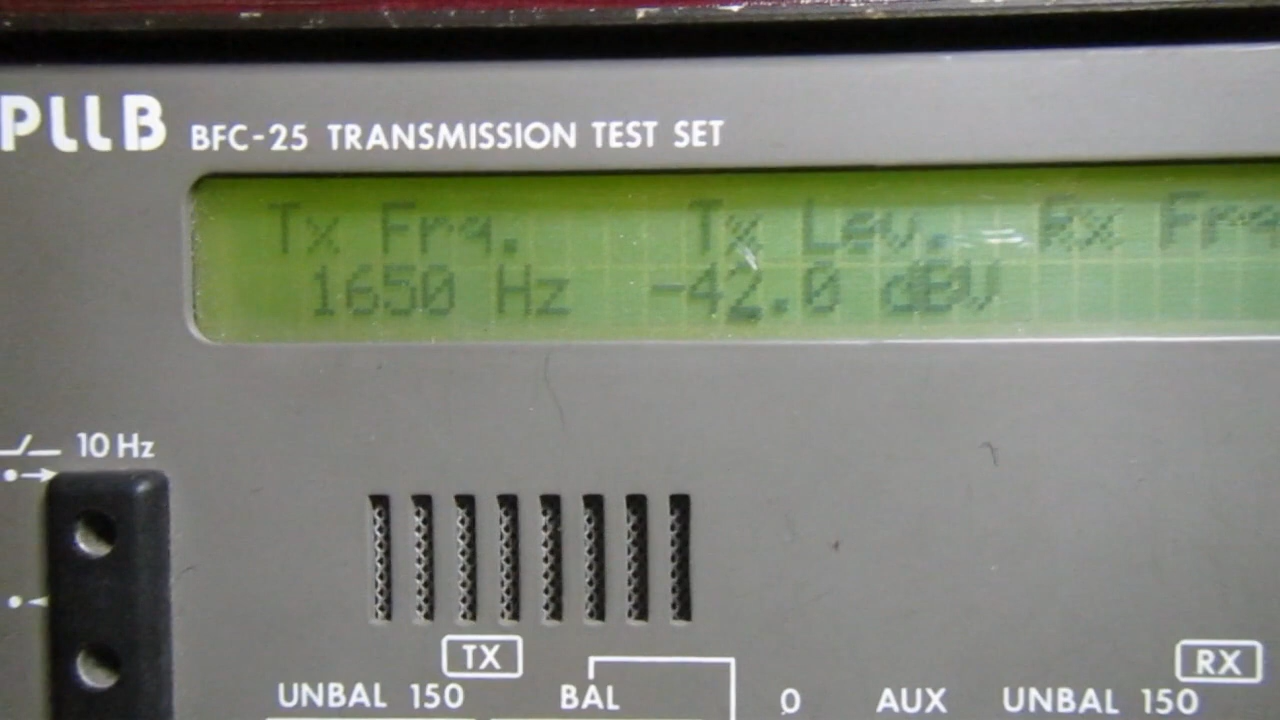 PLLB BFC-25 TRANSMISSION TEST SET
Tx Frq. Tx Lev. Rx Frq
1650 Hz -42.0 dBV
10 Hz
TX
RX
UNBAL 150 BAL 0 AUX UNBAL 150